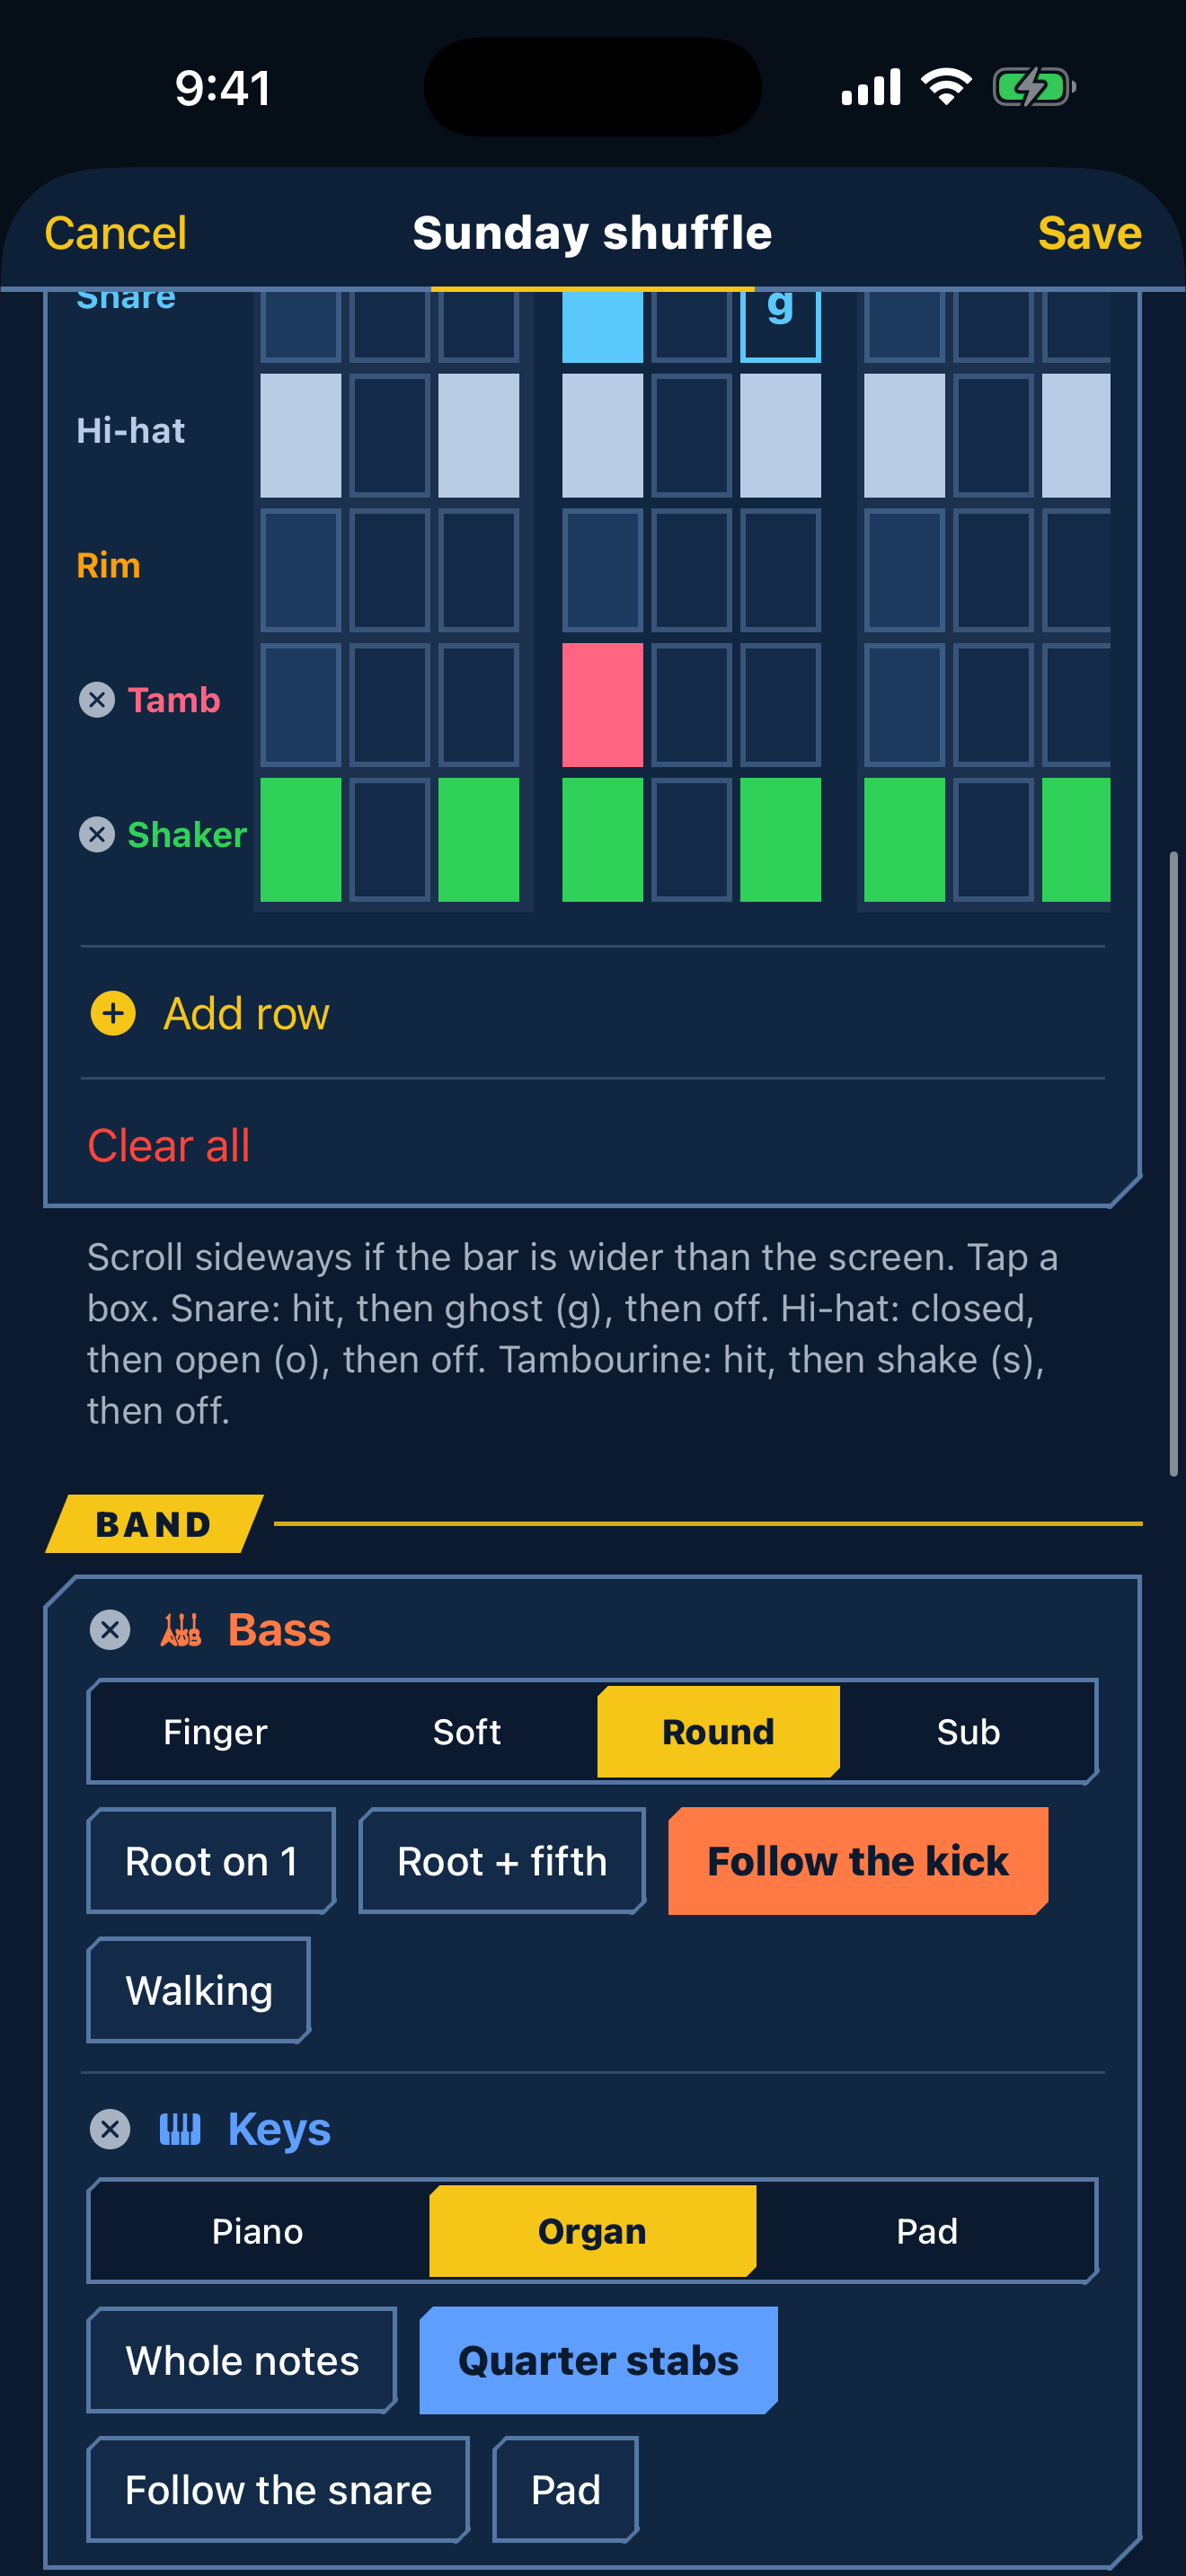 9:41
Cancel Sunday shuffle Save
Snare g
Hi-hat
Rim
Tamb
Shaker
Add row
Clear all
Scroll sideways if the bar is wider than the screen. Tap a
box. Snare: hit, then ghost (g), then off. Hi-hat: closed,
then open (o), then off. Tambourine: hit, then shake (s),
then off.
BAND
Bass
Finger Soft Round Sub
Root on 1 Root + fifth Follow the kick
Walking
Keys
Piano Organ Pad
Whole notes Quarter stabs
Follow the snare Pad